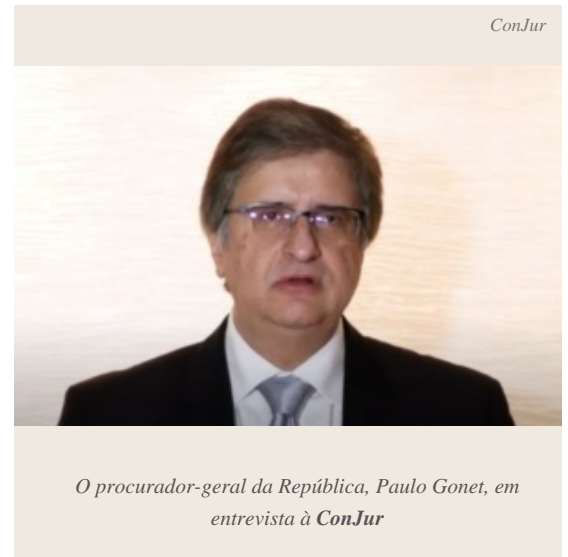 ConJur
O procurador-geral da República, Paulo Gonet, em
entrevista à ConJur